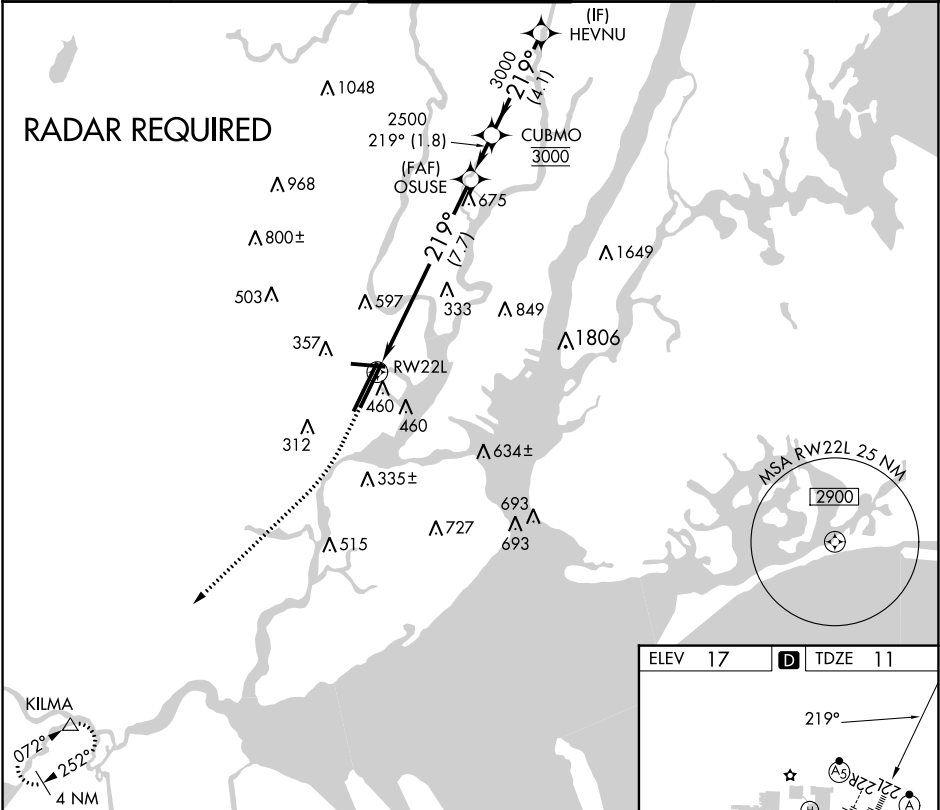 (IF)
HEVNU
3000
219°
(4.1)
1048
RADAR REQUIRED
2500
219° (1.8)
CUBMO
3000
(FAF)
OSUSE
968
675
800±
219°
(7.7)
1649
503
597
333
849
357
1806
RW22L
460
460
312
634±
335±
MSA RW22L 25 NM
2900
693
727
693
515
ELEV 17
D
TDZE 11
KILMA
072°
252°
4 NM
219°
A5
22L22R
A
H